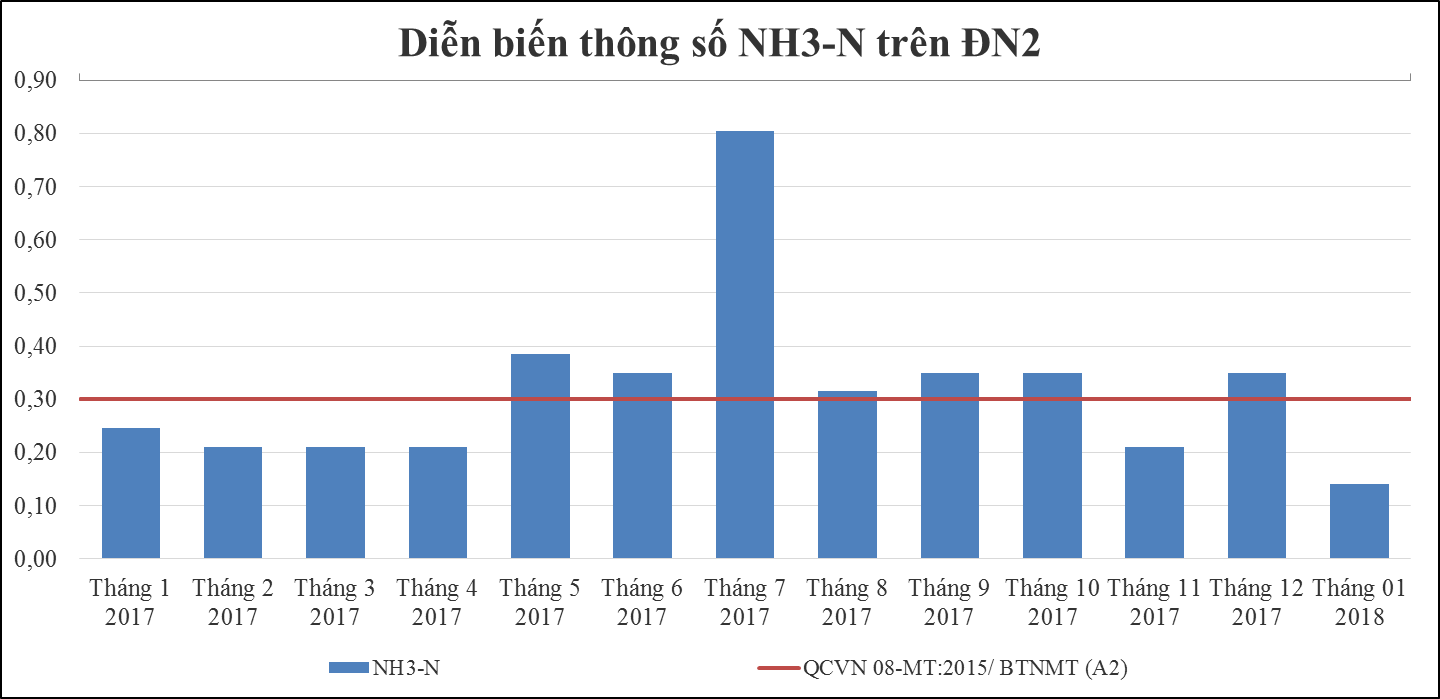 Diễn biến thông số NH3-N trên ĐN2
0,90
0,80
0,70
0,60
0,50
0,40
0,30
0,20
0,10
0,00
Tháng 1 Tháng 2 Tháng 3 Tháng 4 Tháng 5 Tháng 6 Tháng 7 Tháng 8 Tháng 9 Tháng 10 Tháng 11 Tháng 12 Tháng 01
2017 2017 2017 2017 2017 2017 2017 2017 2017 2017 2017 2017 2018
NH3-N QCVN 08-MT:2015/ BTNMT (A2)